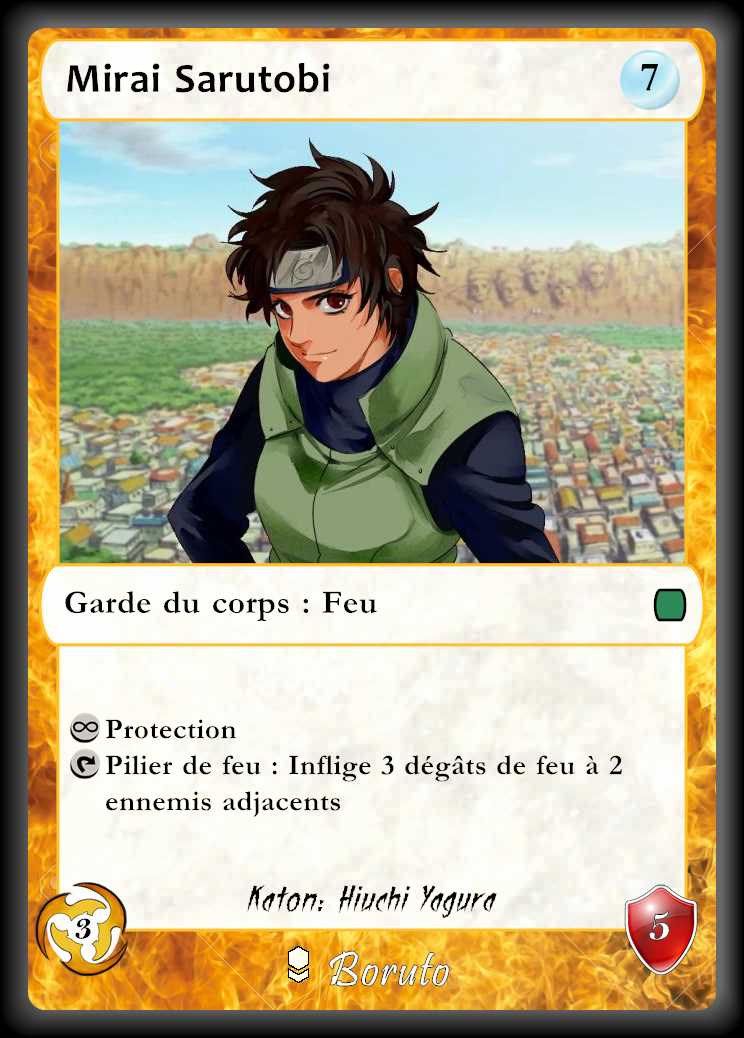 Mirai Sarutobi
7
Garde du corps : Feu
Protection
Pilier de feu : Inflige 3 dégâts de feu à 2
ennemis adjacents
Katon: Hiuchi Yagura
3
5
Boruto